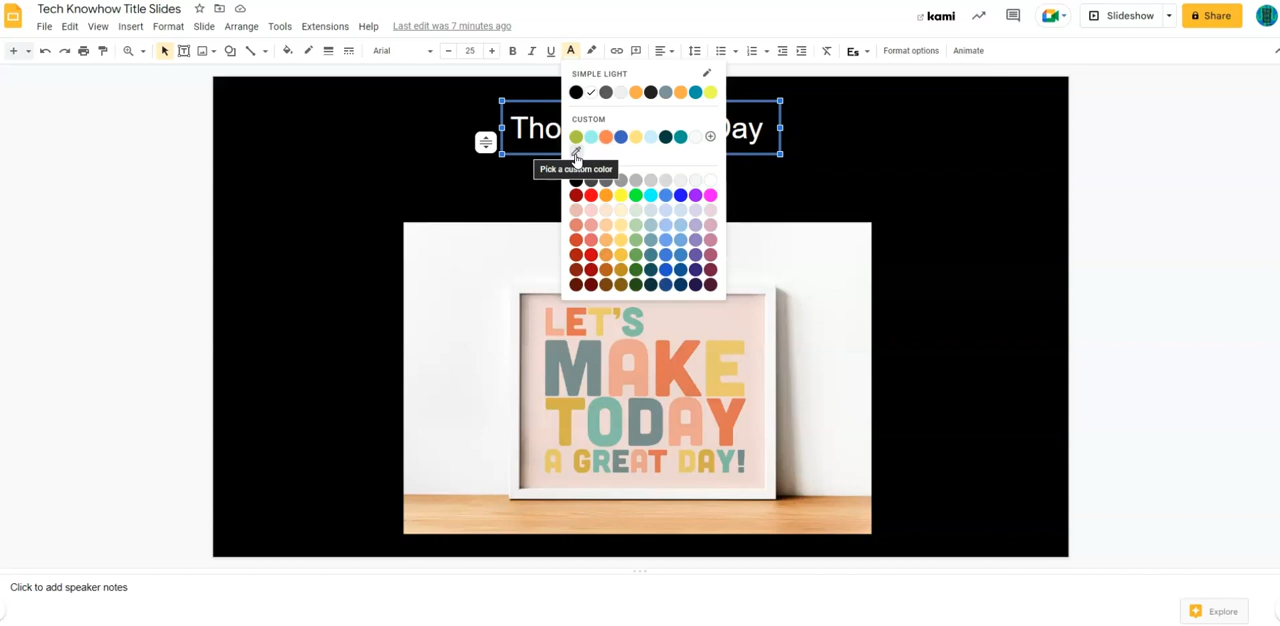 Tech Knowhow Title Slides
File Edit View Insert Format Slide Arrange Tools Extensions Help Last edit was 7 minutes ago
kami
Slideshow
Share
Arial
25
B I U A
Es
Format options
Animate
SIMPLE LIGHT
CUSTOM
Pick a custom color
Tho
Day
LET'S
MAKE
TODAY
A GREAT DAY!
Click to add speaker notes
Explore